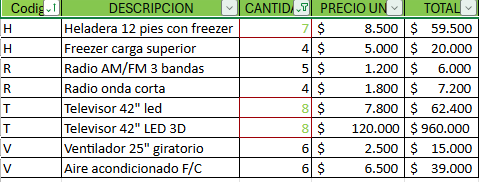 Codig DESCRIPCION CANTIDA PRECIO UN TOTAL
H Heladera 12 pies con freezer 7 $ 8.500 $ 59.500
H Freezer carga superior 4 $ 5.000 $ 20.000
R Radio AM/FM 3 bandas 5 $ 1.200 $ 6.000
R Radio onda corta 4 $ 1.800 $ 7.200
T Televisor 42" led 8 $ 7.800 $ 62.400
T Televisor 42" LED 3D 8 $ 120.000 $ 960.000
V Ventilador 25" giratorio 6 $ 2.500 $ 15.000
V Aire acondicionado F/C 6 $ 6.500 $ 39.000